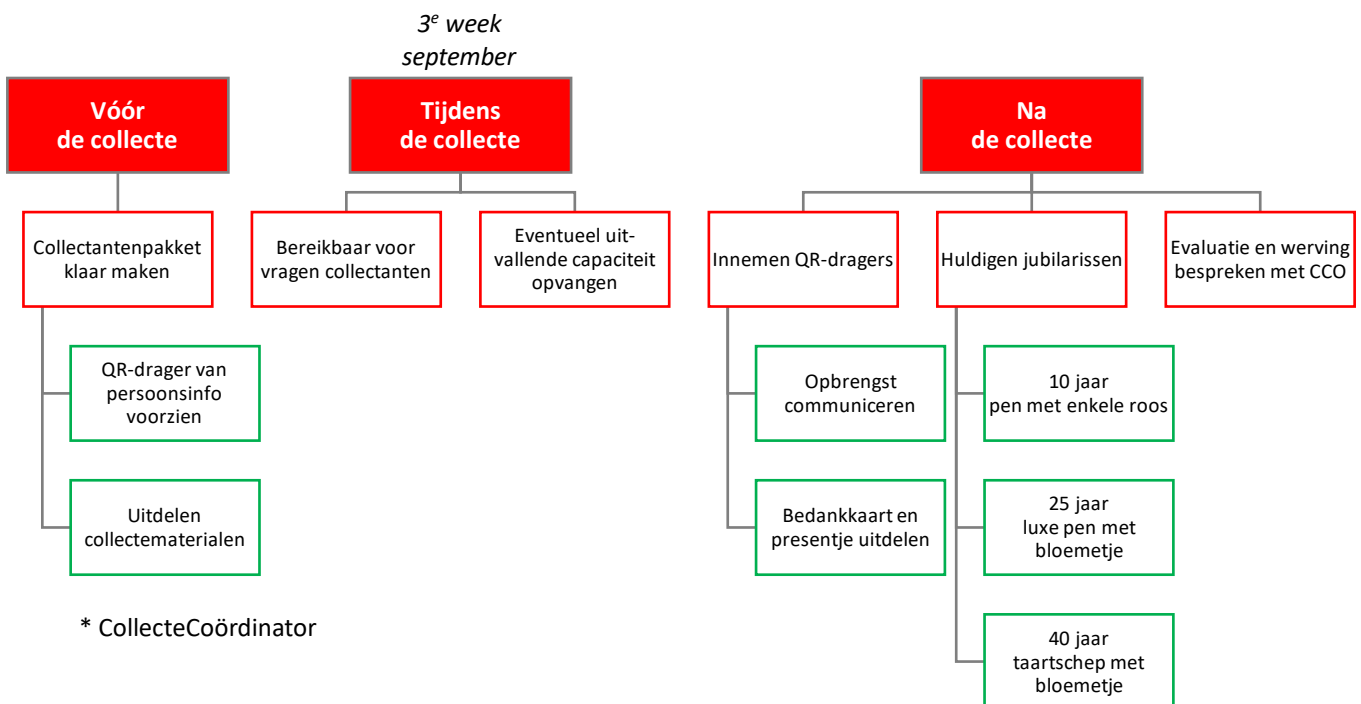 3e week
september
Vóór
de collecte
Tijdens
de collecte
Na
de collecte
Collectantenpakket
klaar maken
Bereikbaar voor
vragen collectanten
Eventueel uit-
vallende capaciteit
opvangen
Innemen QR-dragers
Huldigen jubilarissen
Evaluatie en werving
bespreken met CCO
QR-drager van
persoonsinfo
voorzien
Opbrengst
communiceren
10 jaar
pen met enkele roos
Uitdelen
collectematerialen
Bedankkaart en
presentje uitdelen
25 jaar
luxe pen met
bloemetje
* CollecteCoördinator
40 jaar
taartschep met
bloemetje